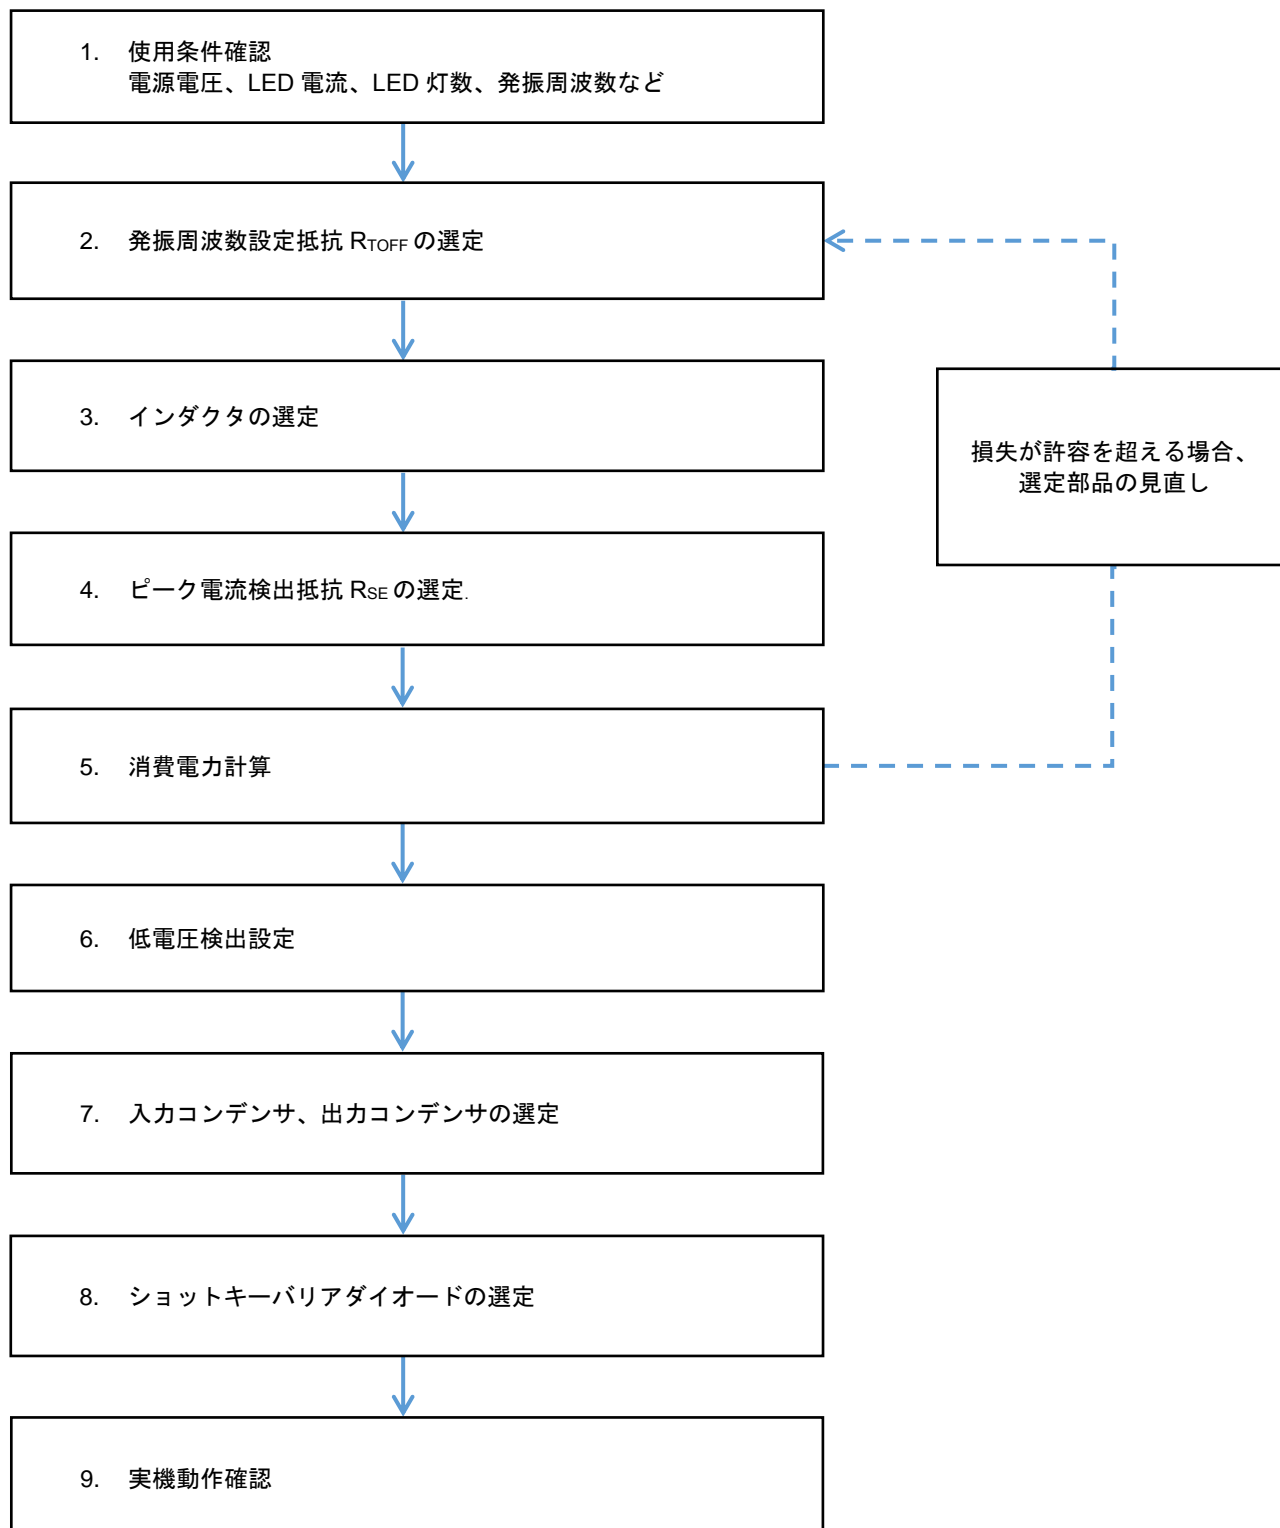 1. 使用条件確認
電源電圧、LED 電流、LED 灯数、発振周波数など
2. 発振周波数設定抵抗 RTOFF の選定
3. インダクタの選定
損失が許容を超える場合、
選定部品の見直し
4. ピーク電流検出抵抗 RSE の選定.
5. 消費電力計算
6. 低電圧検出設定
7. 入力コンデンサ、出力コンデンサの選定
8. ショットキーバリアダイオードの選定
9. 実機動作確認